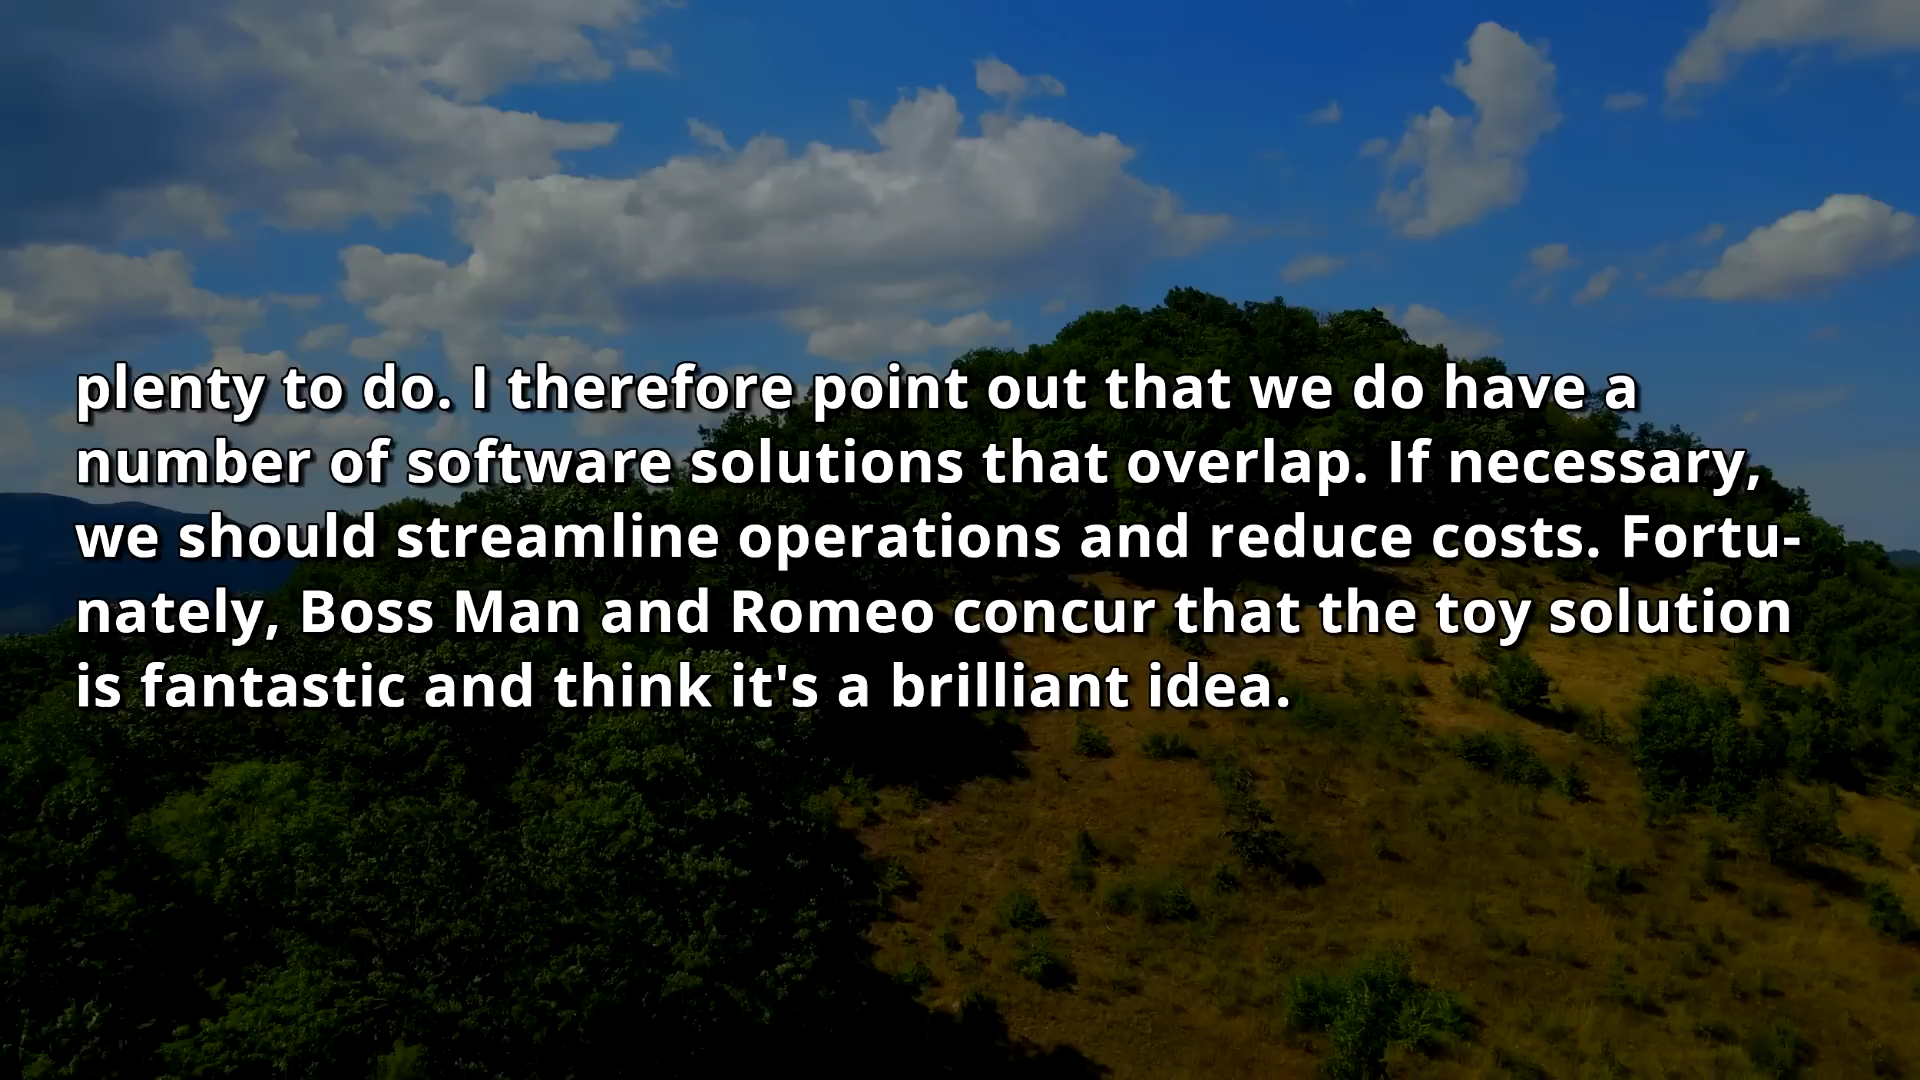 plenty to do. I therefore point out that we do have a
number of software solutions that overlap. If necessary,
we should streamline operations and reduce costs. Fortu-
nately, Boss Man and Romeo concur that the toy solution
is fantastic and think it's a brilliant idea.